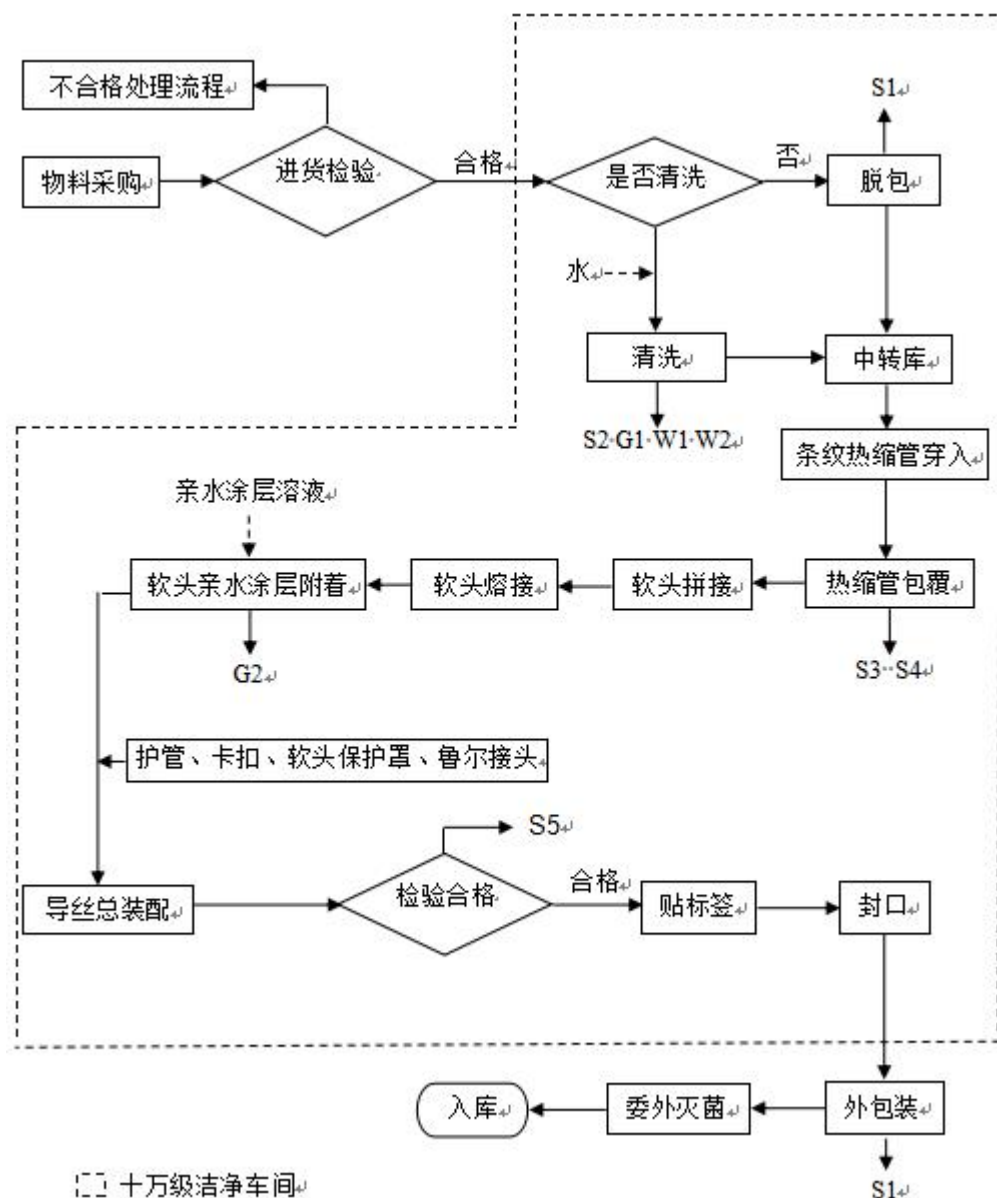 不合格处理流程
S1
物料采购
进货检验
合格
是否清洗
否
脱包
水
清洗
中转库
S2·G1·W1·W2
条纹热缩管穿入
亲水涂层溶液
软头亲水涂层附着
软头熔接
软头拼接
热缩管包覆
G2
S3··S4
护管、卡扣、软头保护罩、鲁尔接头
S5
导丝总装配
检验合格
合格
贴标签
封口
入库
委外灭菌
外包装
十万级洁净车间
S1